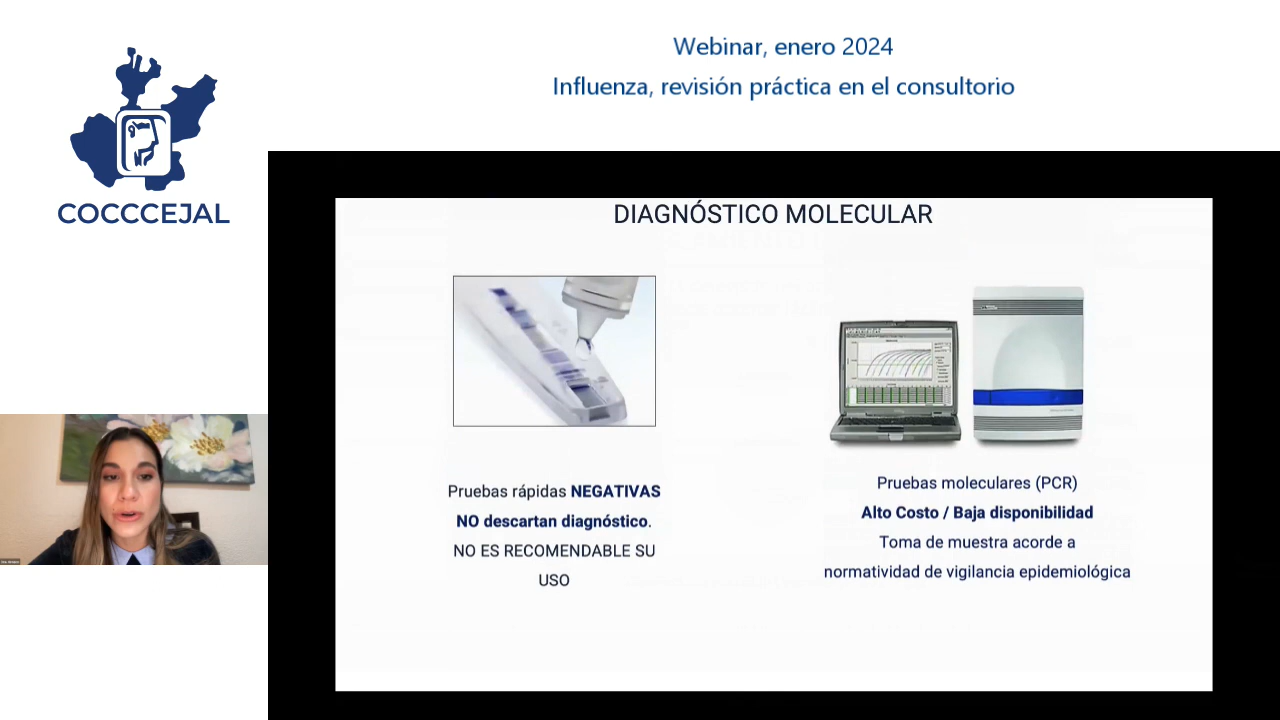 Webinar, enero 2024
Influenza, revisión práctica en el consultorio
COCCCEJAL
DIAGNÓSTICO MOLECULAR
Pruebas rápidas NEGATIVAS
NO descartan diagnóstico.
NO ES RECOMENDABLE SU
USO
Pruebas moleculares (PCR)
Alto Costo / Baja disponibilidad
Toma de muestra acorde a
normatividad de vigilancia epidemiológica